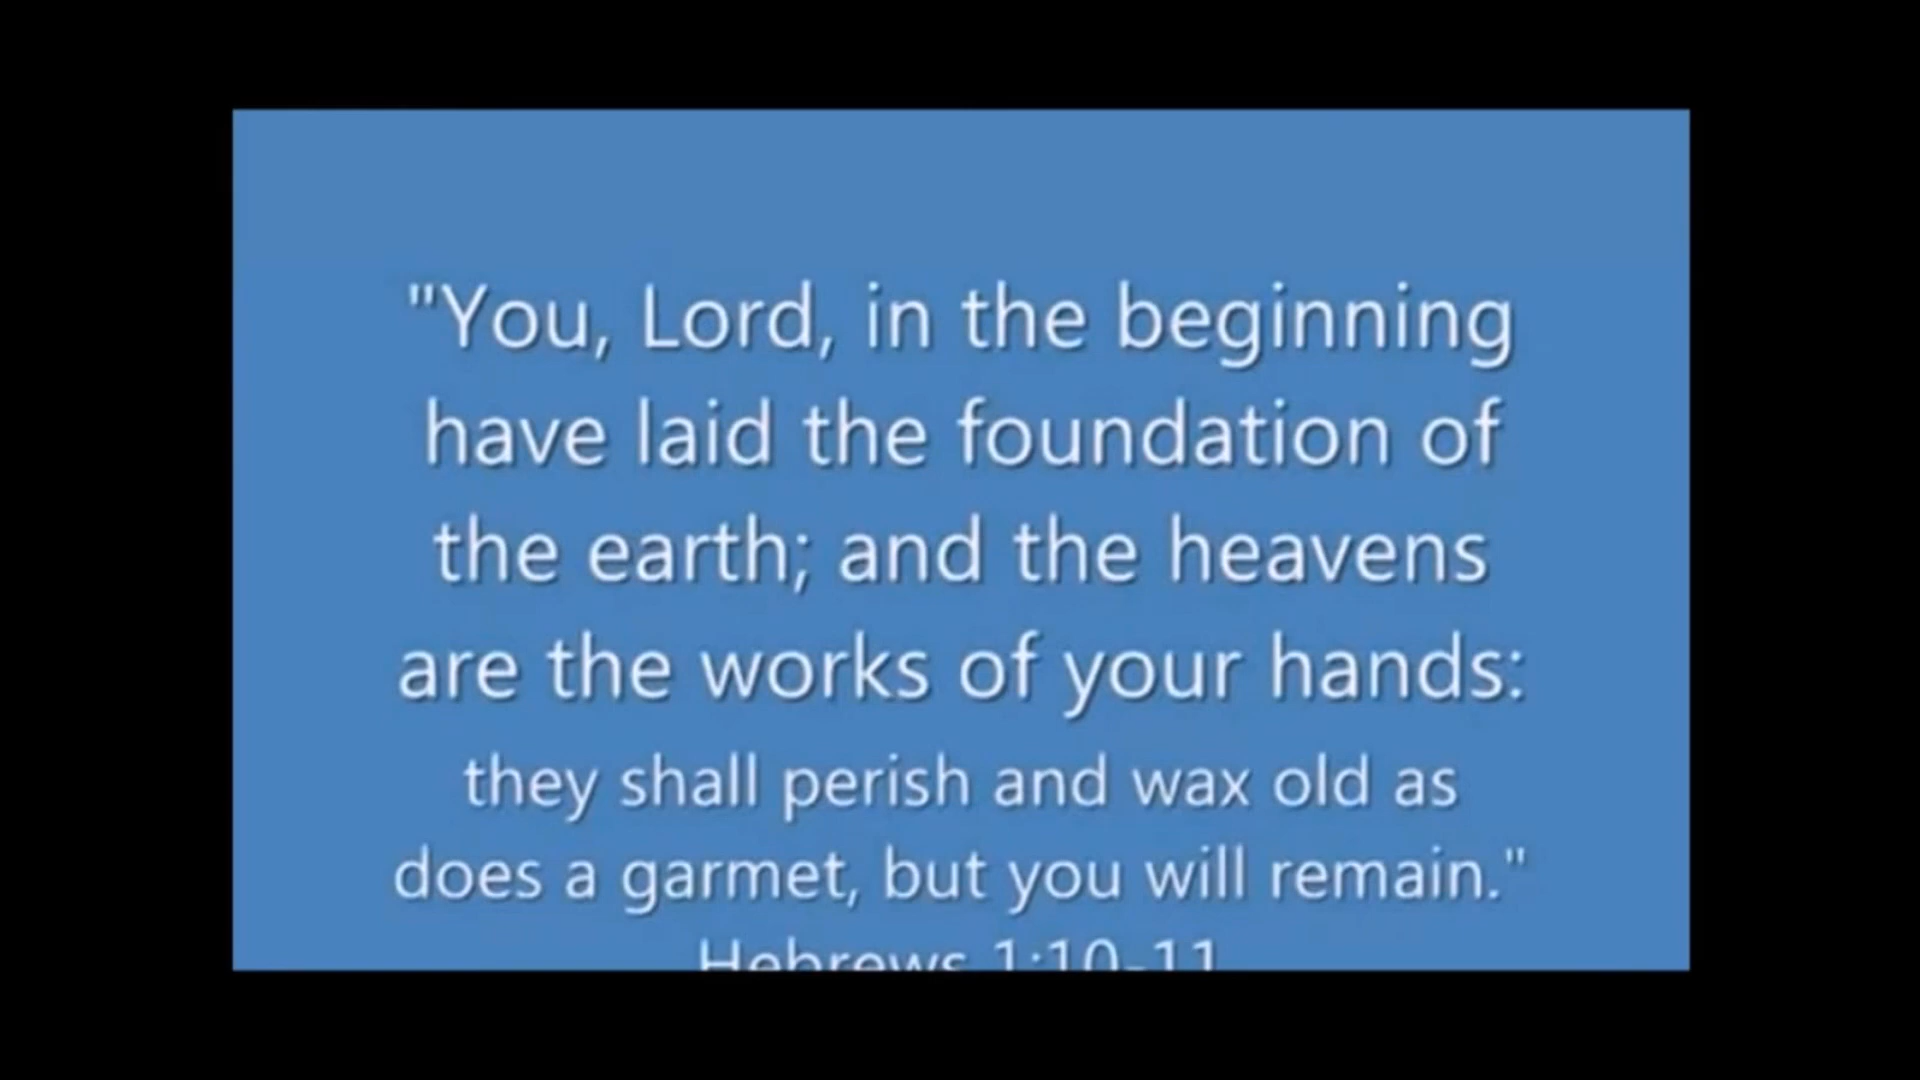 "You, Lord, in the beginning
have laid the foundation of
the earth; and the heavens
are the works of your hands:
they shall perish and wax old as
does a garmet, but you will remain."
Hebrews 1:10-11